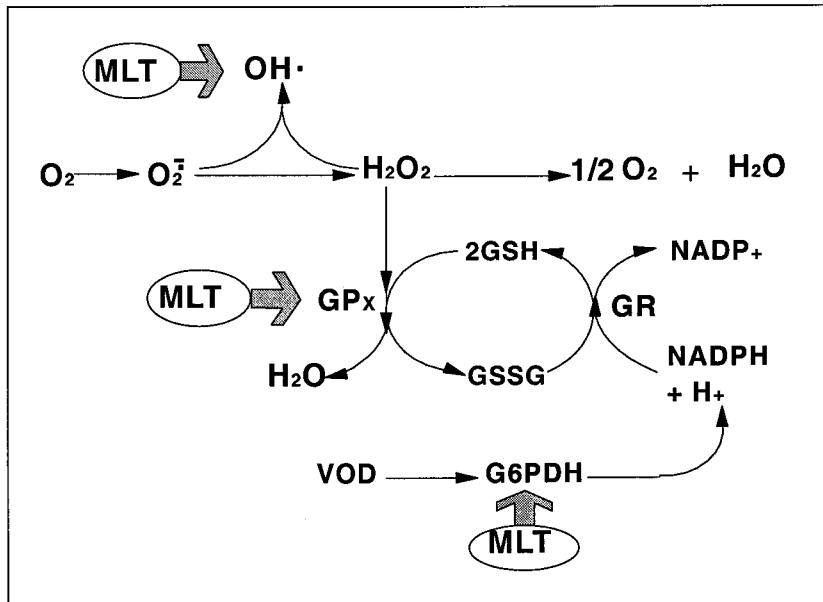 MLT OH·
O₂ O₂⨪ H₂O₂ 1/2 O₂ + H₂O
2GSH NADP+
MLT GPx GR
H₂O GSSG NADPH
+ H+
VOD G6PDH
MLT